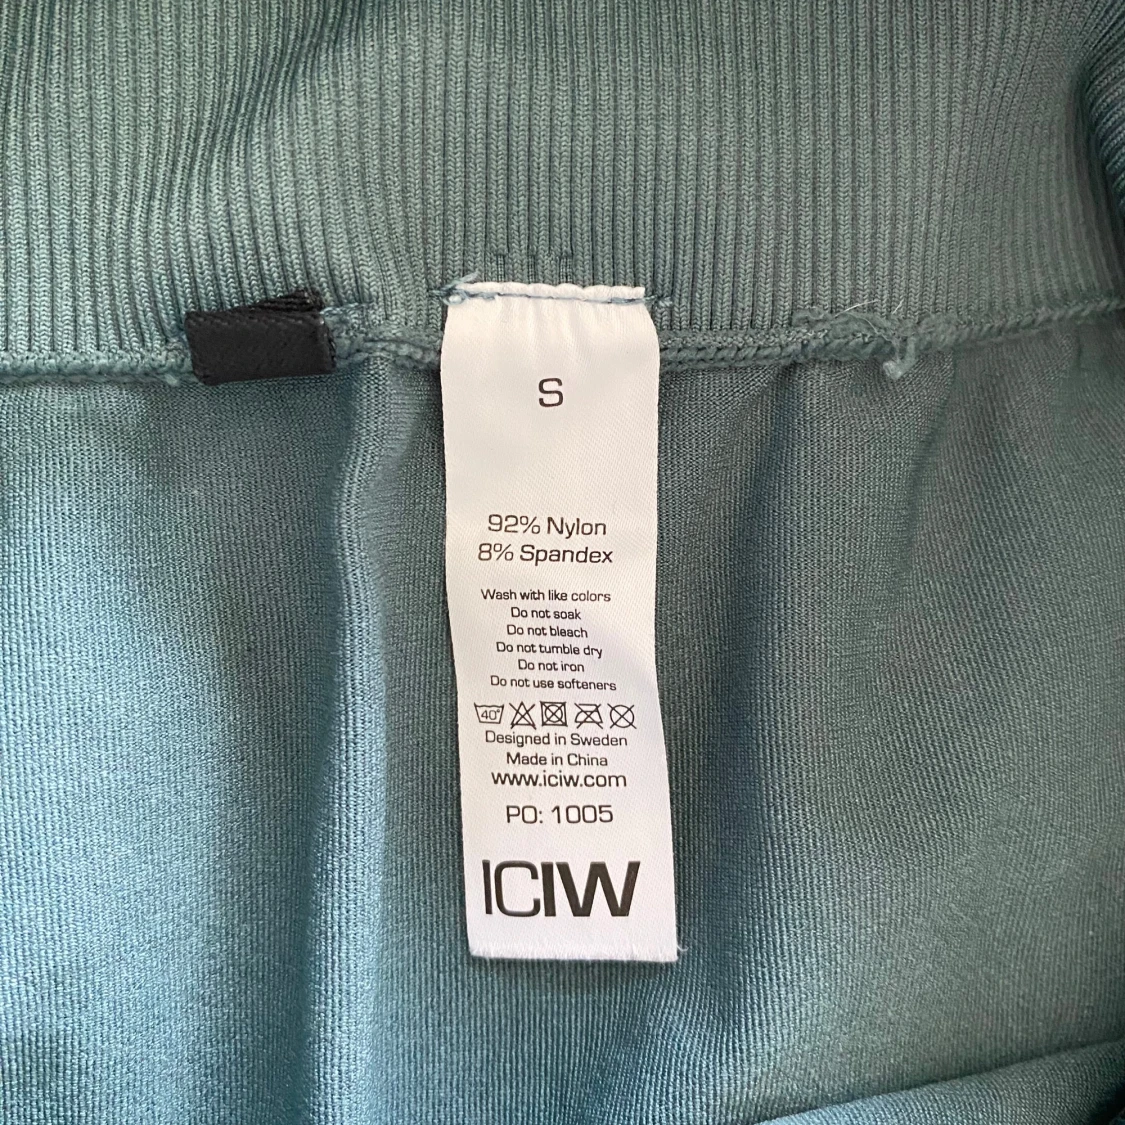 S
92% Nylon
8% Spandex
Wash with like colors
Do not soak
Do not bleach
Do not tumble dry
Do not iron
Do not use softeners
40°
Designed in Sweden
Made in China
www.iciw.com
PO: 1005
ICIW